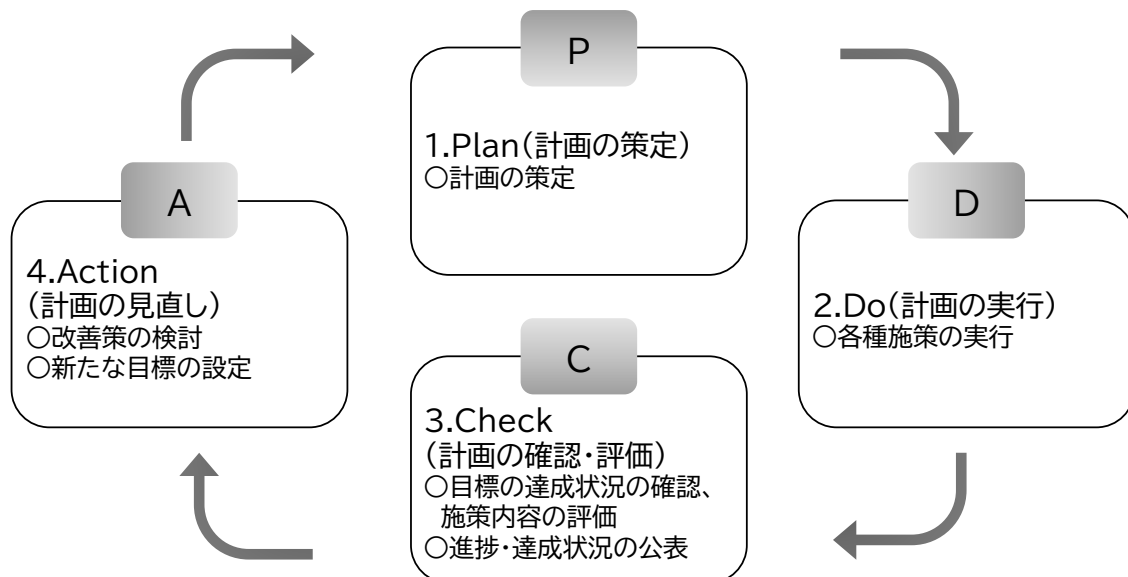 P
1.Plan(計画の策定)
○計画の策定
D
2.Do(計画の実行)
○各種施策の実行
C
3.Check
(計画の確認・評価)
○目標の達成状況の確認、
施策内容の評価
○進捗・達成状況の公表
A
4.Action
(計画の見直し)
○改善策の検討
○新たな目標の設定